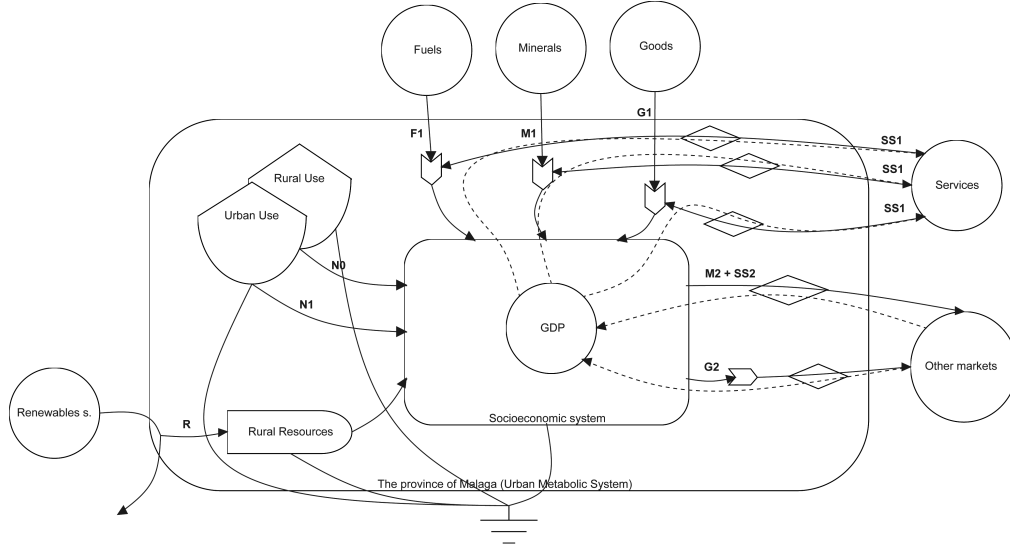 Fuels
Minerals
Goods
F1
M1
G1
SS1
SS1
SS1
Services
Rural Use
Urban Use
N0
N1
M2 + SS2
GDP
G2
Other markets
Renewables s.
R
Rural Resources
Socioeconomic system
The province of Malaga (Urban Metabolic System)